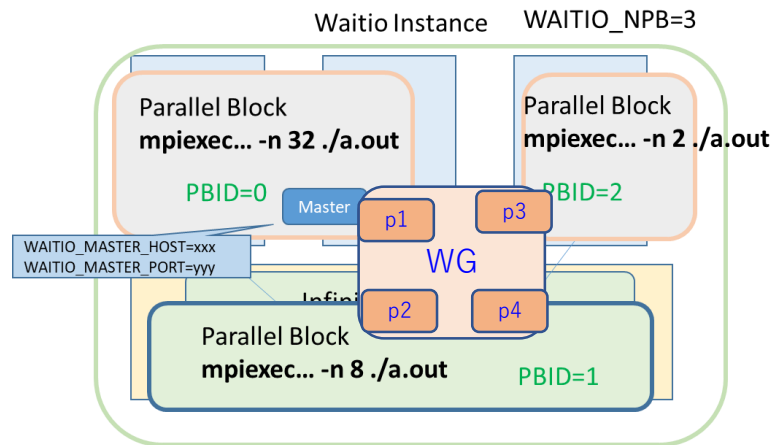 Waitio Instance
WAITIO_NPB=3
Parallel Block
mpiexec... -n 32 ./a.out
PBID=0
Master
Parallel Block
mpiexec... -n 2 ./a.out
PBID=2
WAITIO_MASTER_HOST=xxx
WAITIO_MASTER_PORT=yyy
p1
p3
WG
p2
p4
Parallel Block
mpiexec... -n 8 ./a.out
PBID=1